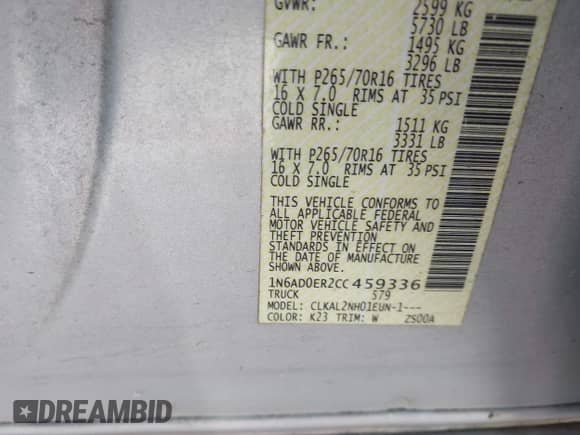 GVWR: 2599 KG
5730 LB
GAWR FR.: 1495 KG
3296 LB
WITH P265/70R16 TIRES
16 X 7.0 RIMS AT 35 PSI
COLD SINGLE
GAWR RR.: 1511 KG
3331 LB
WITH P265/70R16 TIRES
16 X 7.0 RIMS AT 35 PSI
COLD SINGLE
THIS VEHICLE CONFORMS TO
ALL APPLICABLE FEDERAL
MOTOR VEHICLE SAFETY AND
THEFT PREVENTION
STANDARDS IN EFFECT ON
THE DATE OF MANUFACTURE
SHOWN ABOVE.
1N6AD0ER2CC459336
TRUCK 579
MODEL: CLKAL2NH01EUN-1---
COLOR: K23 TRIM: W ZS00A
DREAMBID